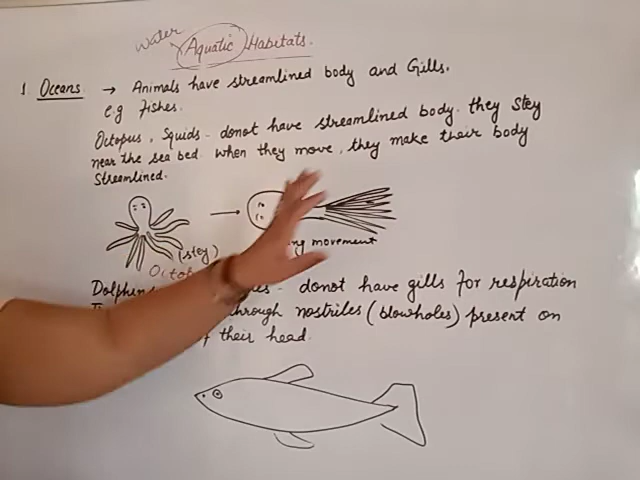 water
Aquatic Habitats.
1. Oceans → Animals have streamlined body and Gills.
e.g Fishes.
Octopus, Squids - donot have streamlined body. they stey
near the sea bed. When they move, they make their body
Streamlined.
(stey)
movement
donot have gills for respiration
through nostriles (blowholes) present on
their head.